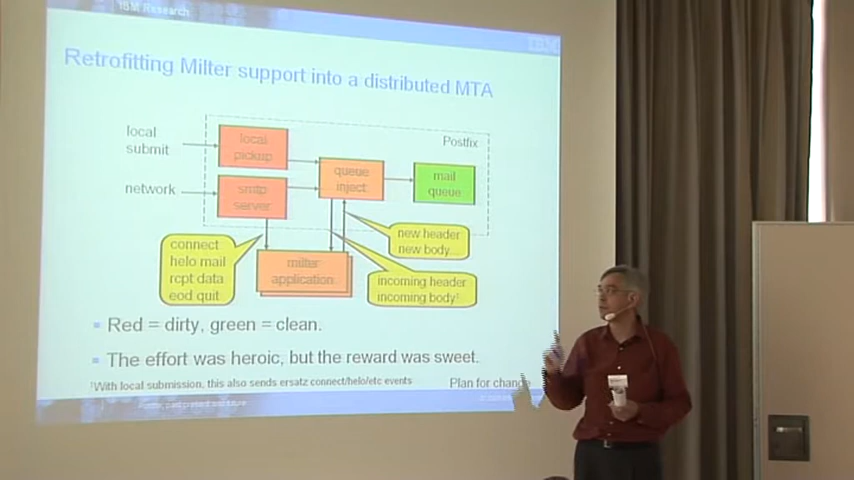 IBM Research
IBM
Retrofitting Milter support into a distributed MTA
local
submit
local
pickup
Postfix
queue
inject
mail
queue
network
smtp
server
new header
new body...
connect
helo mail
rcpt data
eod quit
milter
application
incoming header
incoming body¹
▪ Red = dirty, green = clean.
▪ The effort was heroic, but the reward was sweet.
¹With local submission, this also sends ersatz connect/helo/etc events
Plan for change